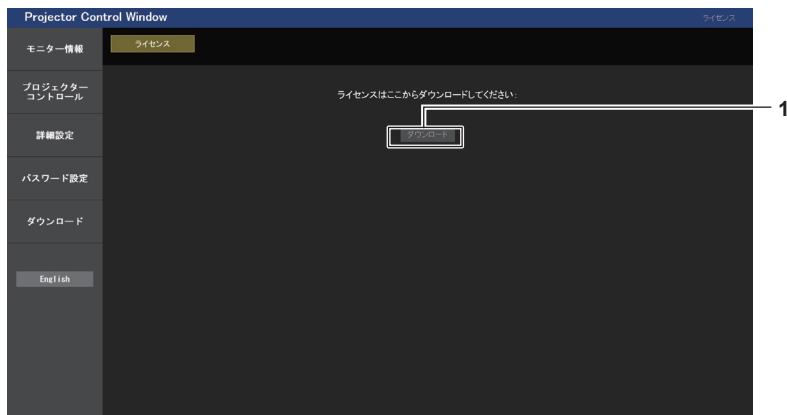 Projector Control Window
ライセンス
モニター情報
ライセンス
プロジェクター
コントロール
ライセンスはここからダウンロードしてください:
ダウンロード
1
詳細設定
パスワード設定
ダウンロード
English